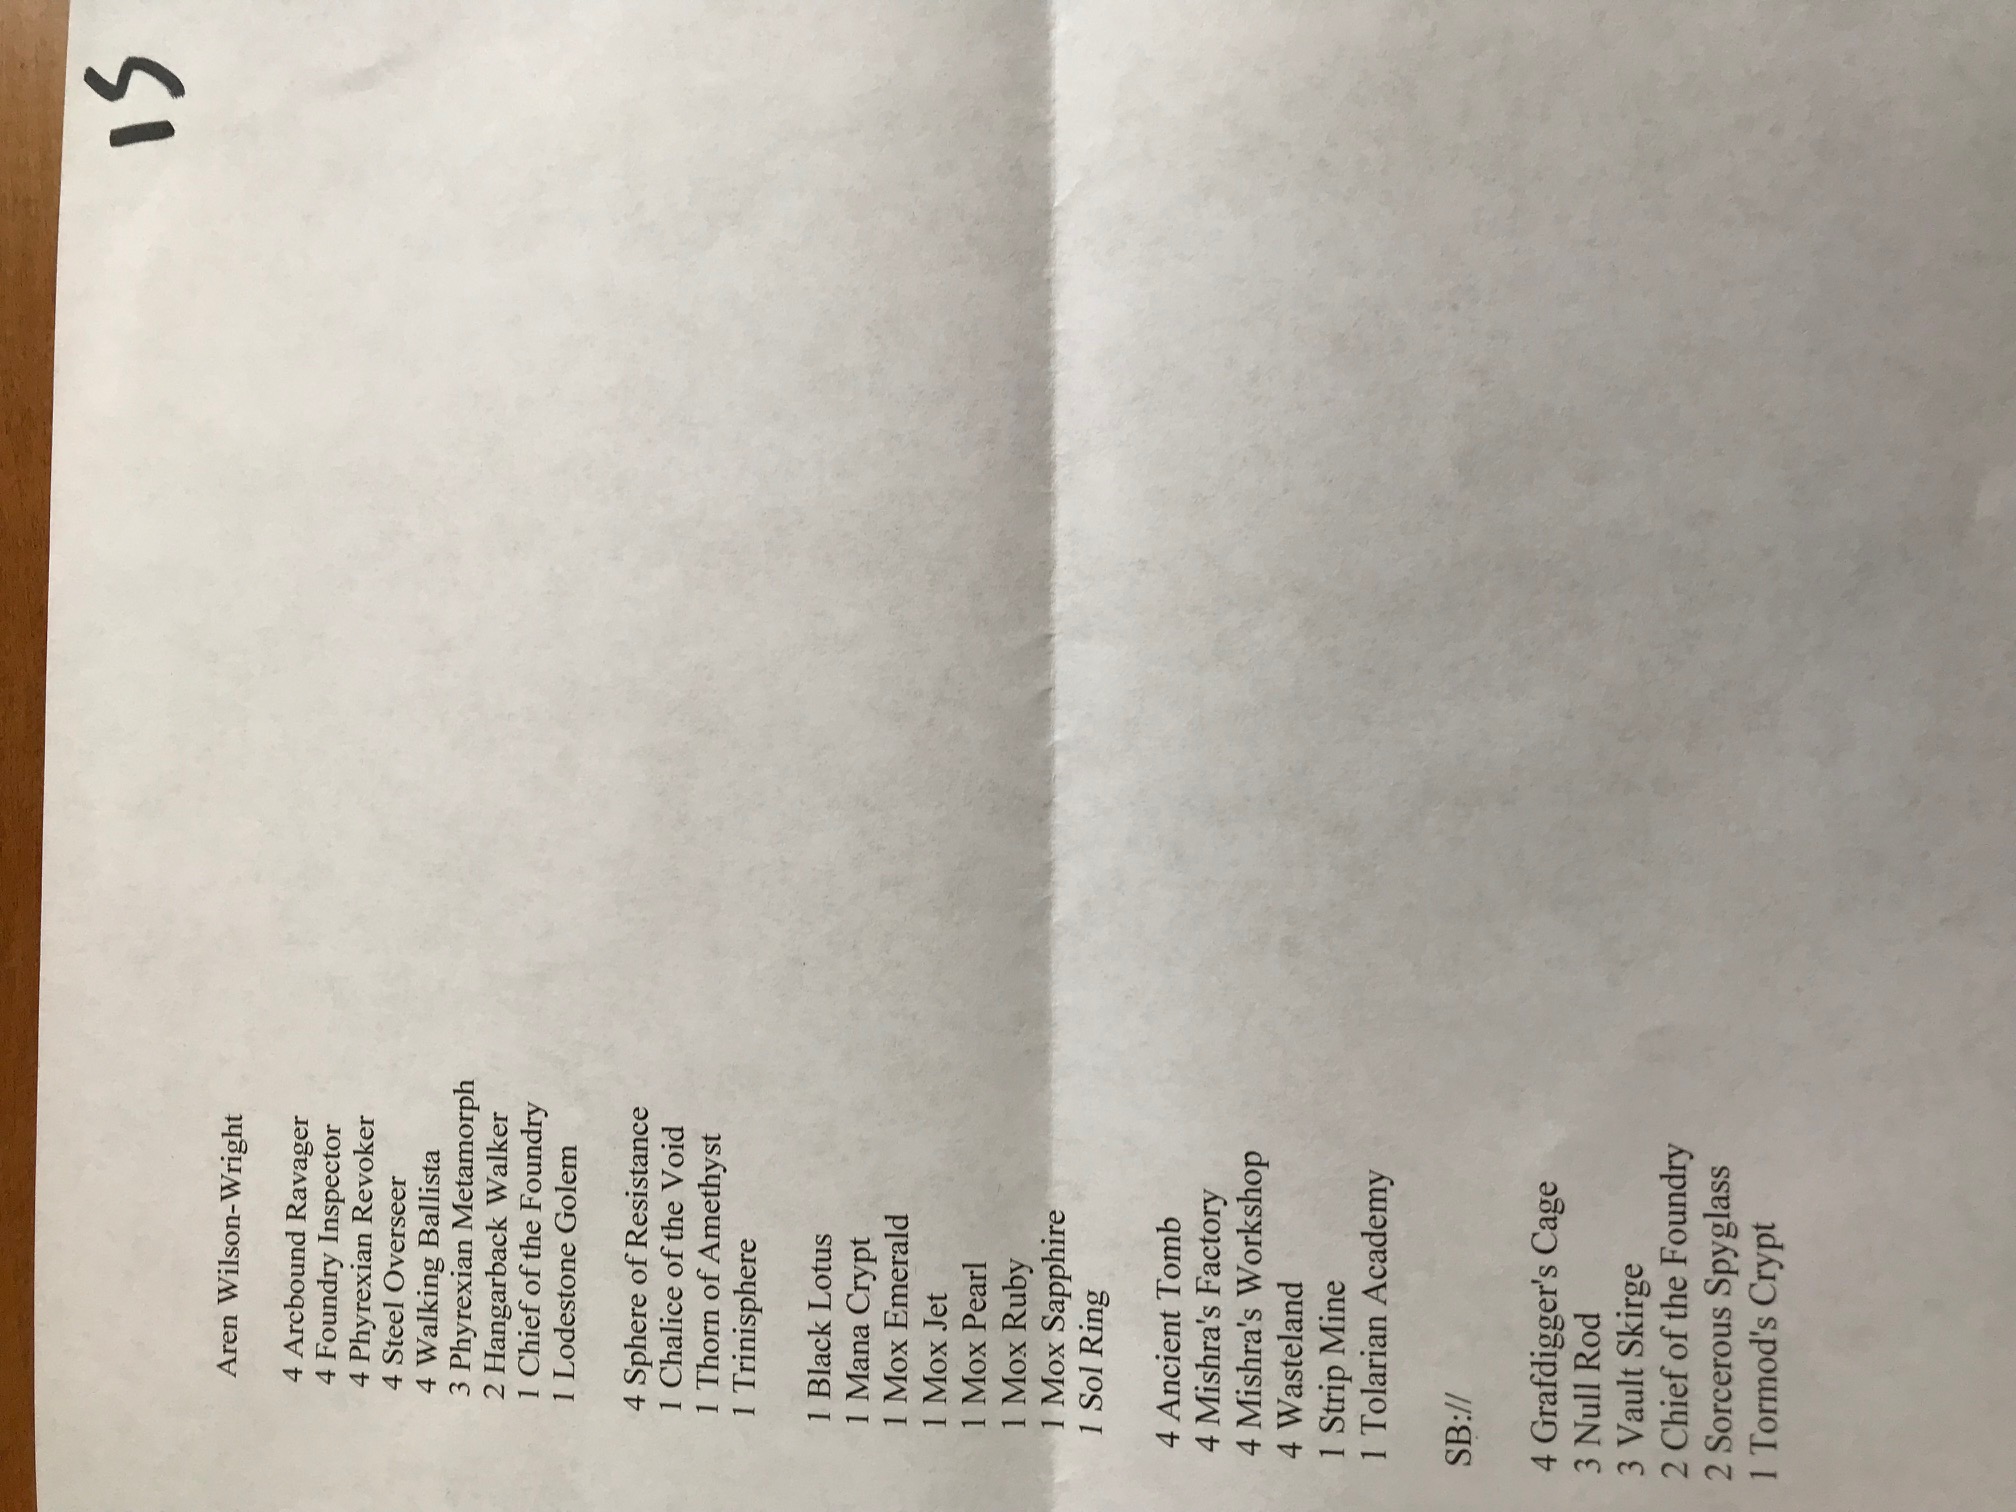 15
Aren Wilson-Wright
4 Arcbound Ravager
4 Foundry Inspector
4 Phyrexian Revoker
4 Steel Overseer
4 Walking Ballista
3 Phyrexian Metamorph
2 Hangarback Walker
1 Chief of the Foundry
1 Lodestone Golem
4 Sphere of Resistance
1 Chalice of the Void
1 Thorn of Amethyst
1 Trinisphere
1 Black Lotus
1 Mana Crypt
1 Mox Emerald
1 Mox Jet
1 Mox Pearl
1 Mox Ruby
1 Mox Sapphire
1 Sol Ring
4 Ancient Tomb
4 Mishra's Factory
4 Mishra's Workshop
4 Wasteland
1 Strip Mine
1 Tolarian Academy
SB://
4 Grafdigger's Cage
3 Null Rod
3 Vault Skirge
2 Chief of the Foundry
2 Sorcerous Spyglass
1 Tormod's Crypt